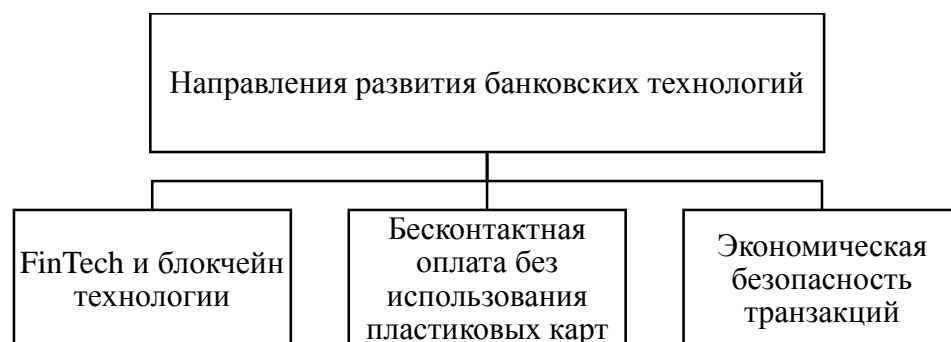 Направления развития банковских технологий
FinTech и блокчейн
технологии
Бесконтактная
оплата без
использования
пластиковых карт
Экономическая
безопасность
транзакций